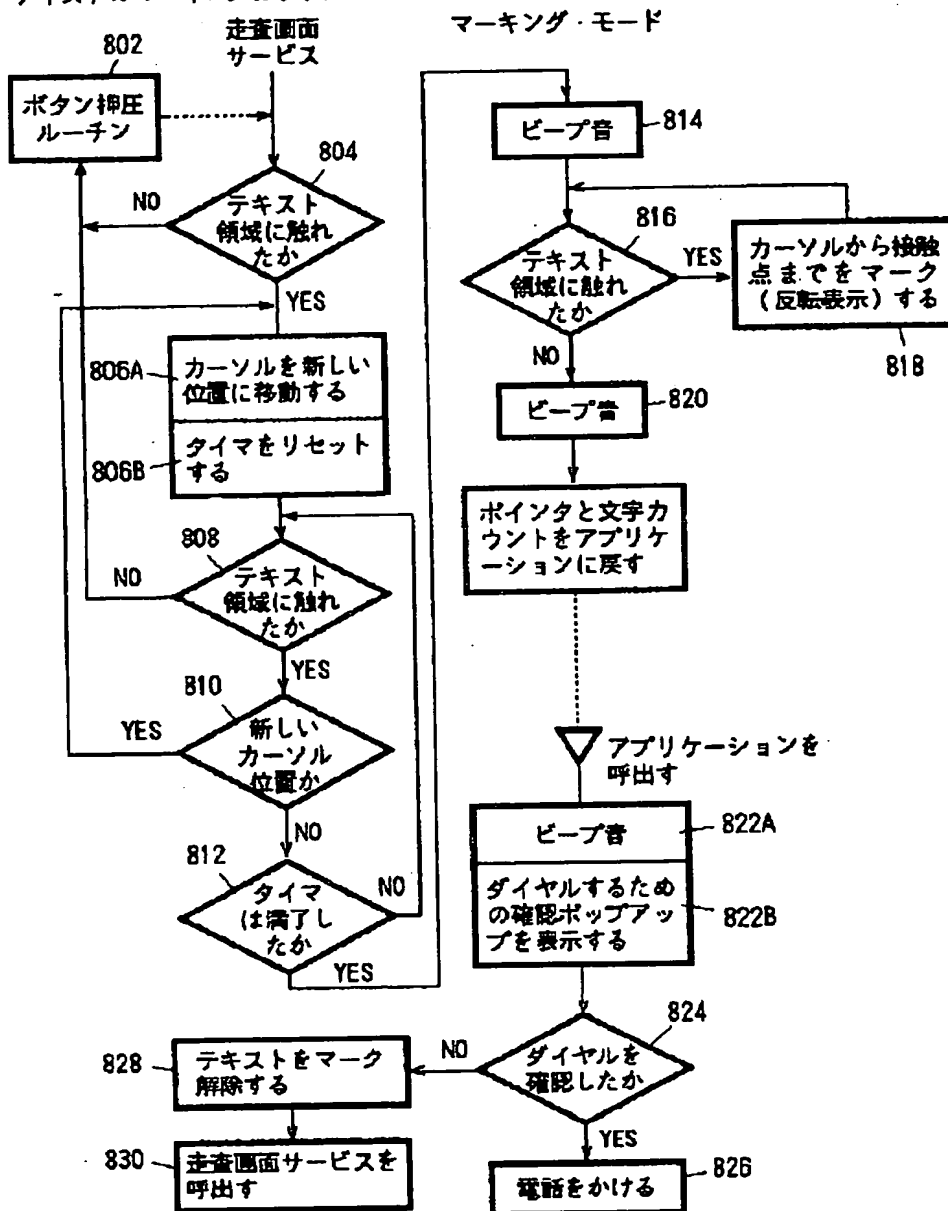 走査画面
サービス
マーキング・モード
802
ボタン押圧
ルーチン
804
NO
テキスト
領域に触れ
たか
YES
806A
カーソルを新しい
位置に移動する
806B
タイマをリセット
する
808
NO
テキスト
領域に触れ
たか
YES
810
YES
新しい
カーソル
位置か
NO
812
タイマ
は満了し
たか
NO
YES
ビープ音
814
816
テキスト
領域に触れ
たか
YES
カーソルから接触
点までをマーク
(反転表示)する
818
NO
ビープ音
820
ポインタと文字カ
ウントをアプリケ
ーションに戻す
アプリケーションを
呼出す
ビープ音
822A
ダイヤルするため
の確認ポップアッ
プを表示する
822B
824
ダイヤルを
確認したか
NO
YES
828
テキストをマーク
解除する
830
走査画面サービスを
呼出す
電話をかける
826